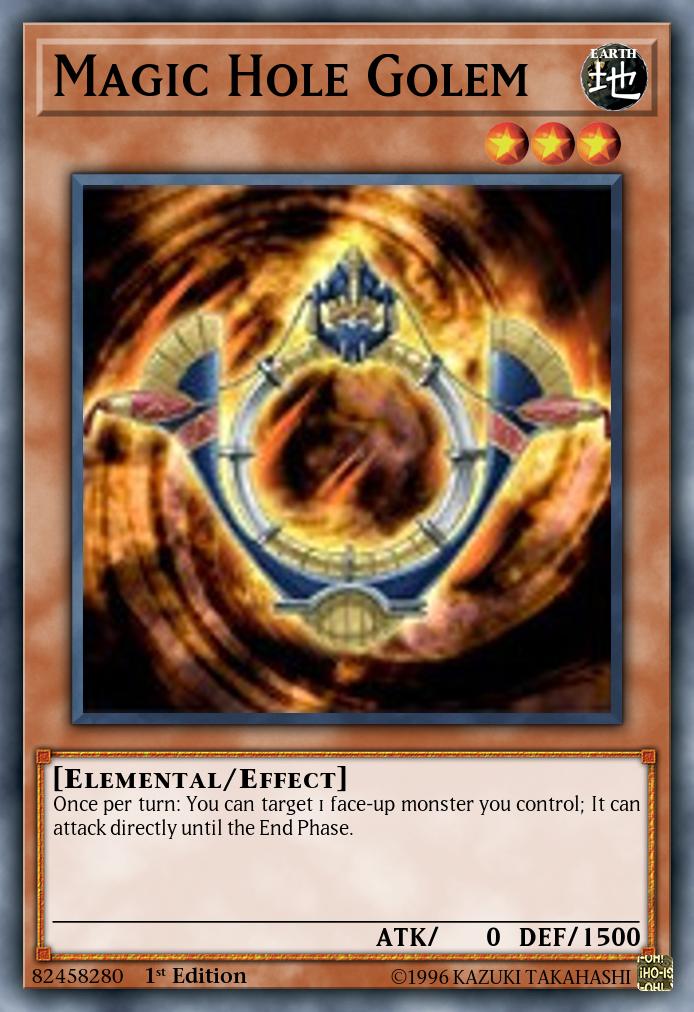 Magic Hole Golem
EARTH
地
[Elemental/Effect]
Once per turn: You can target 1 face-up monster you control; It can
attack directly until the End Phase.
ATK/ 0 DEF/1500
82458280 1st Edition ©1996 KAZUKI TAKAHASHI